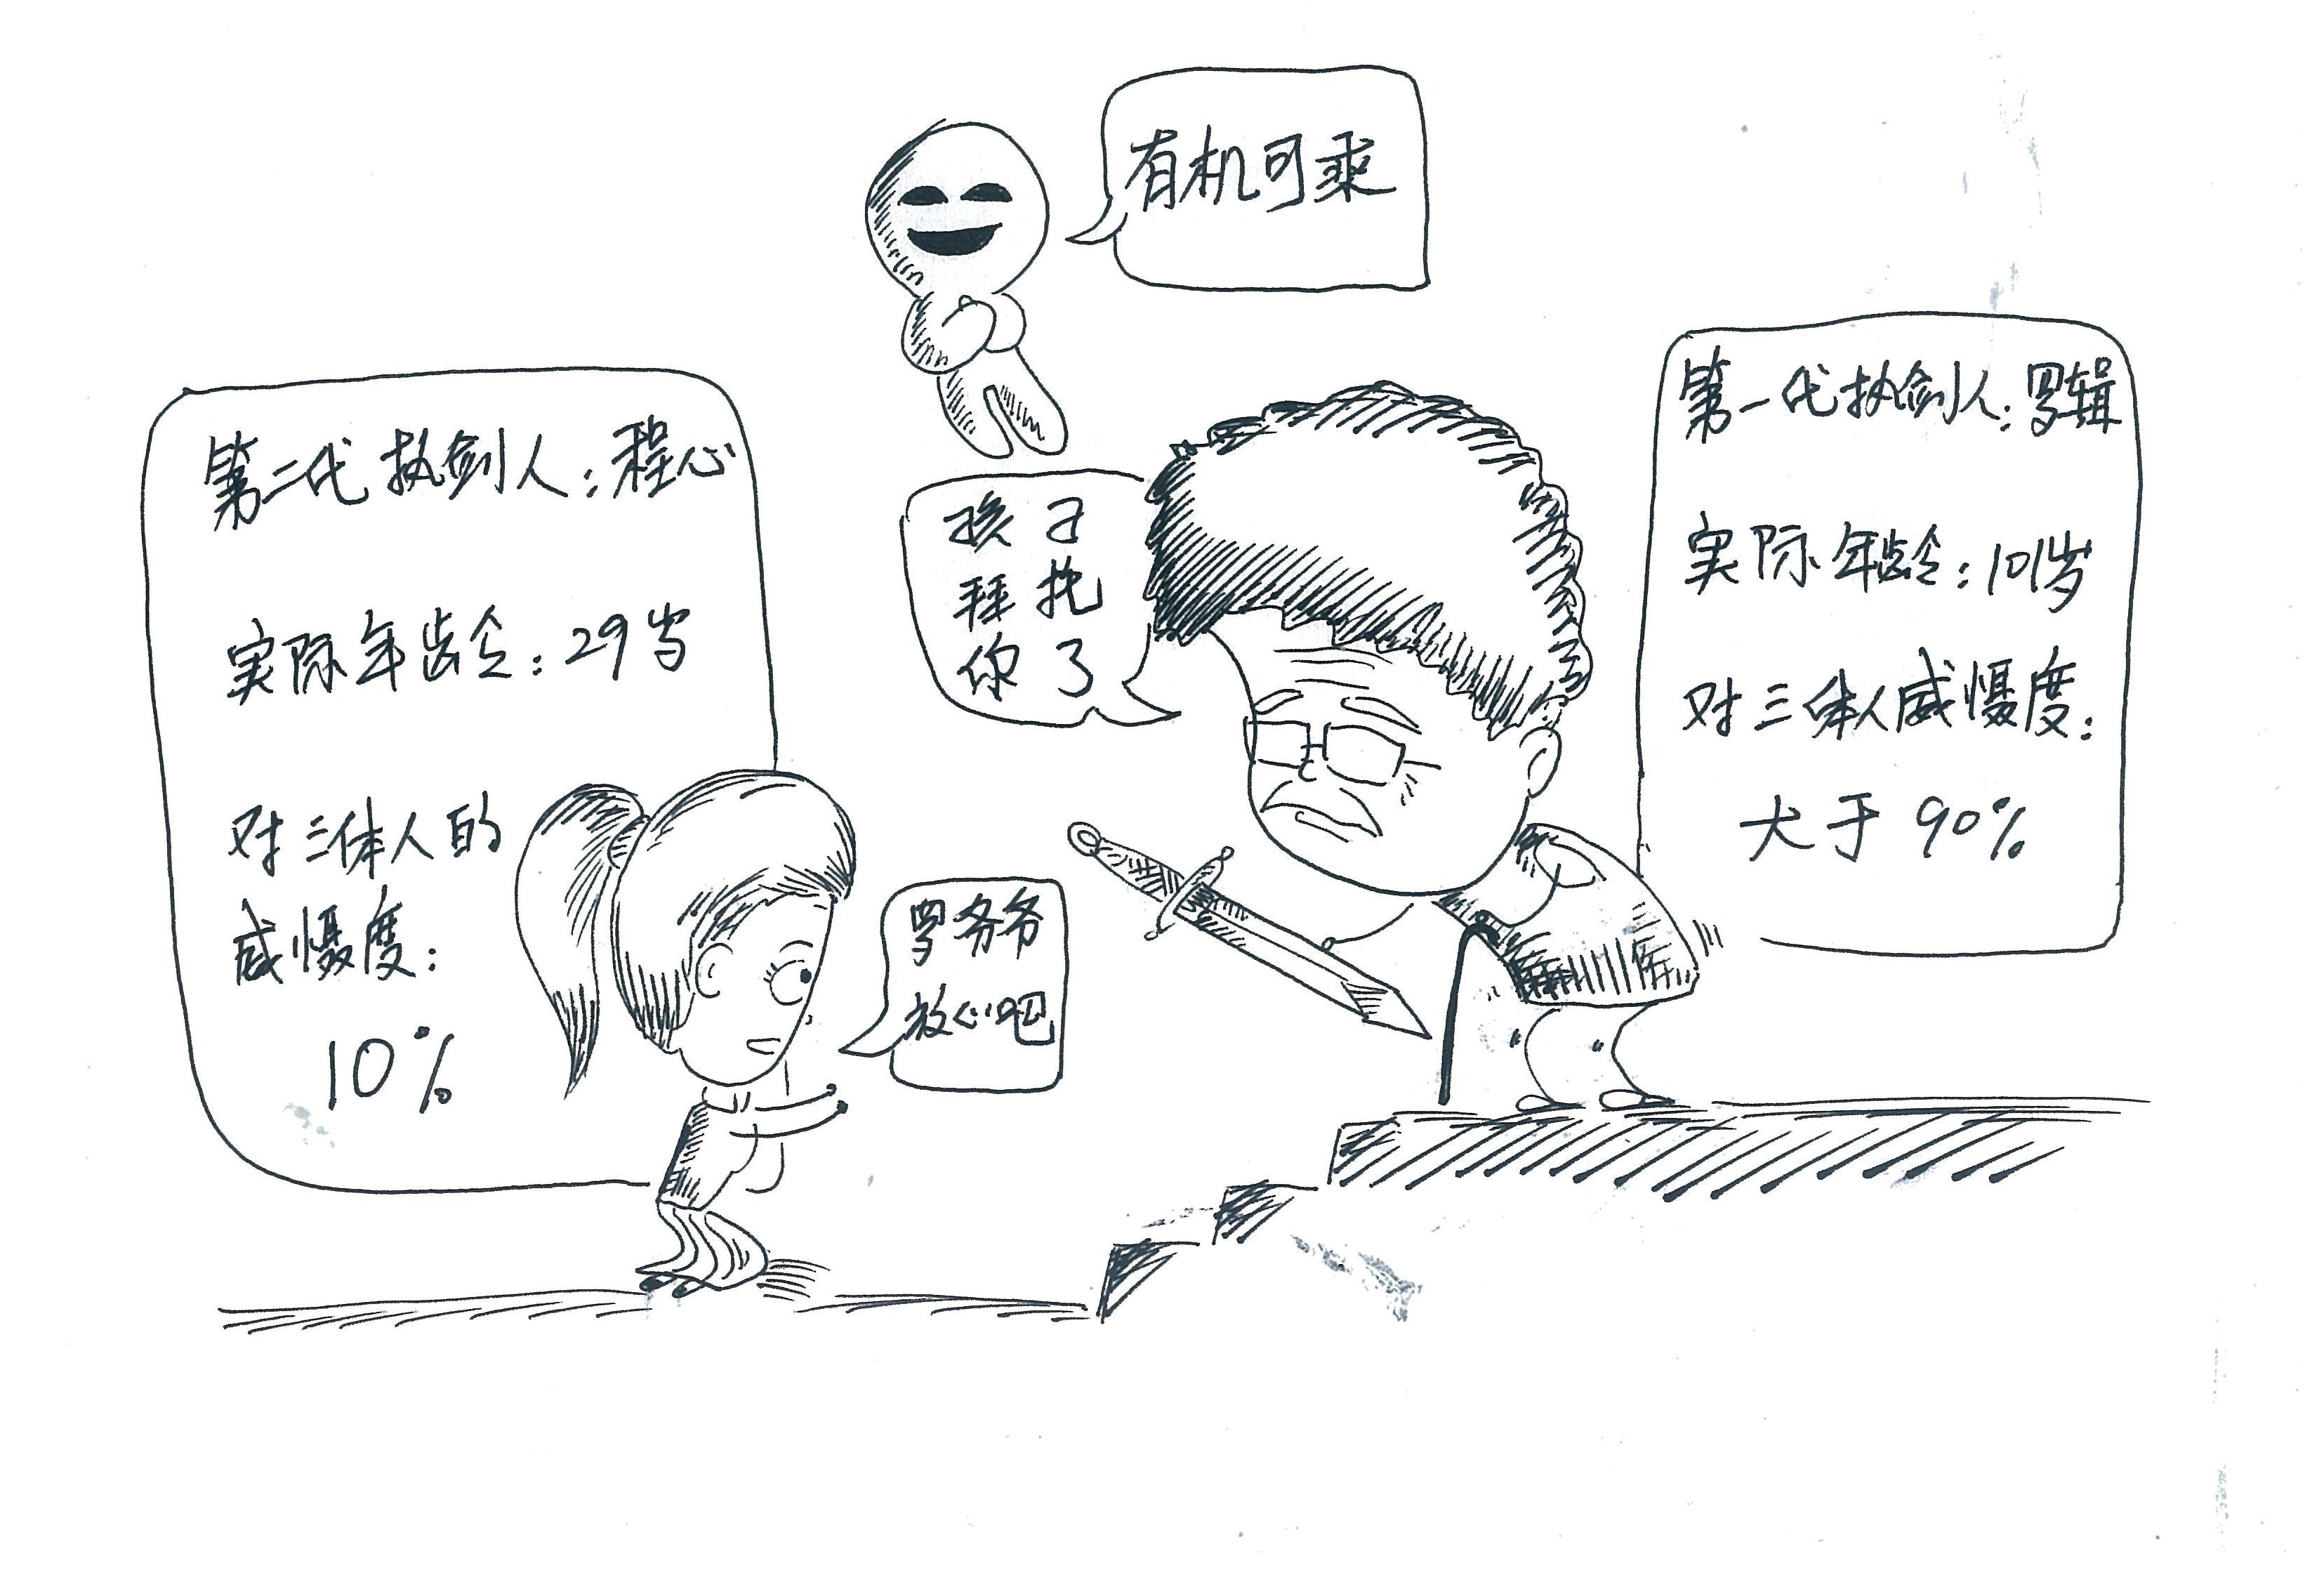 有机可乘
第二代执剑人：程心
实际年龄：29岁
对三体人的
威慑度：
10%
孩子
拜托
你了
罗爷爷
放心吧
第一代执剑人：罗辑
实际年龄：101岁
对三体人威慑度：
大于90%